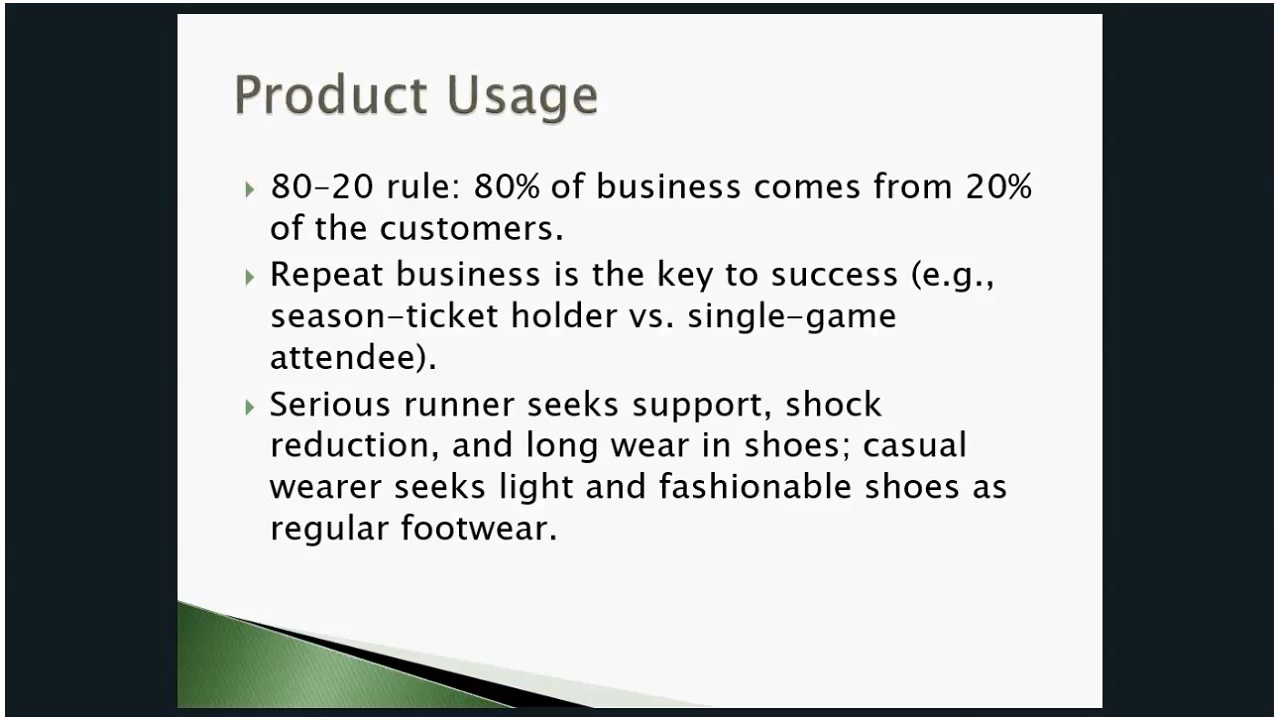 Product Usage
80-20 rule: 80% of business comes from 20%
of the customers.
Repeat business is the key to success (e.g.,
season-ticket holder vs. single-game
attendee).
Serious runner seeks support, shock
reduction, and long wear in shoes; casual
wearer seeks light and fashionable shoes as
regular footwear.